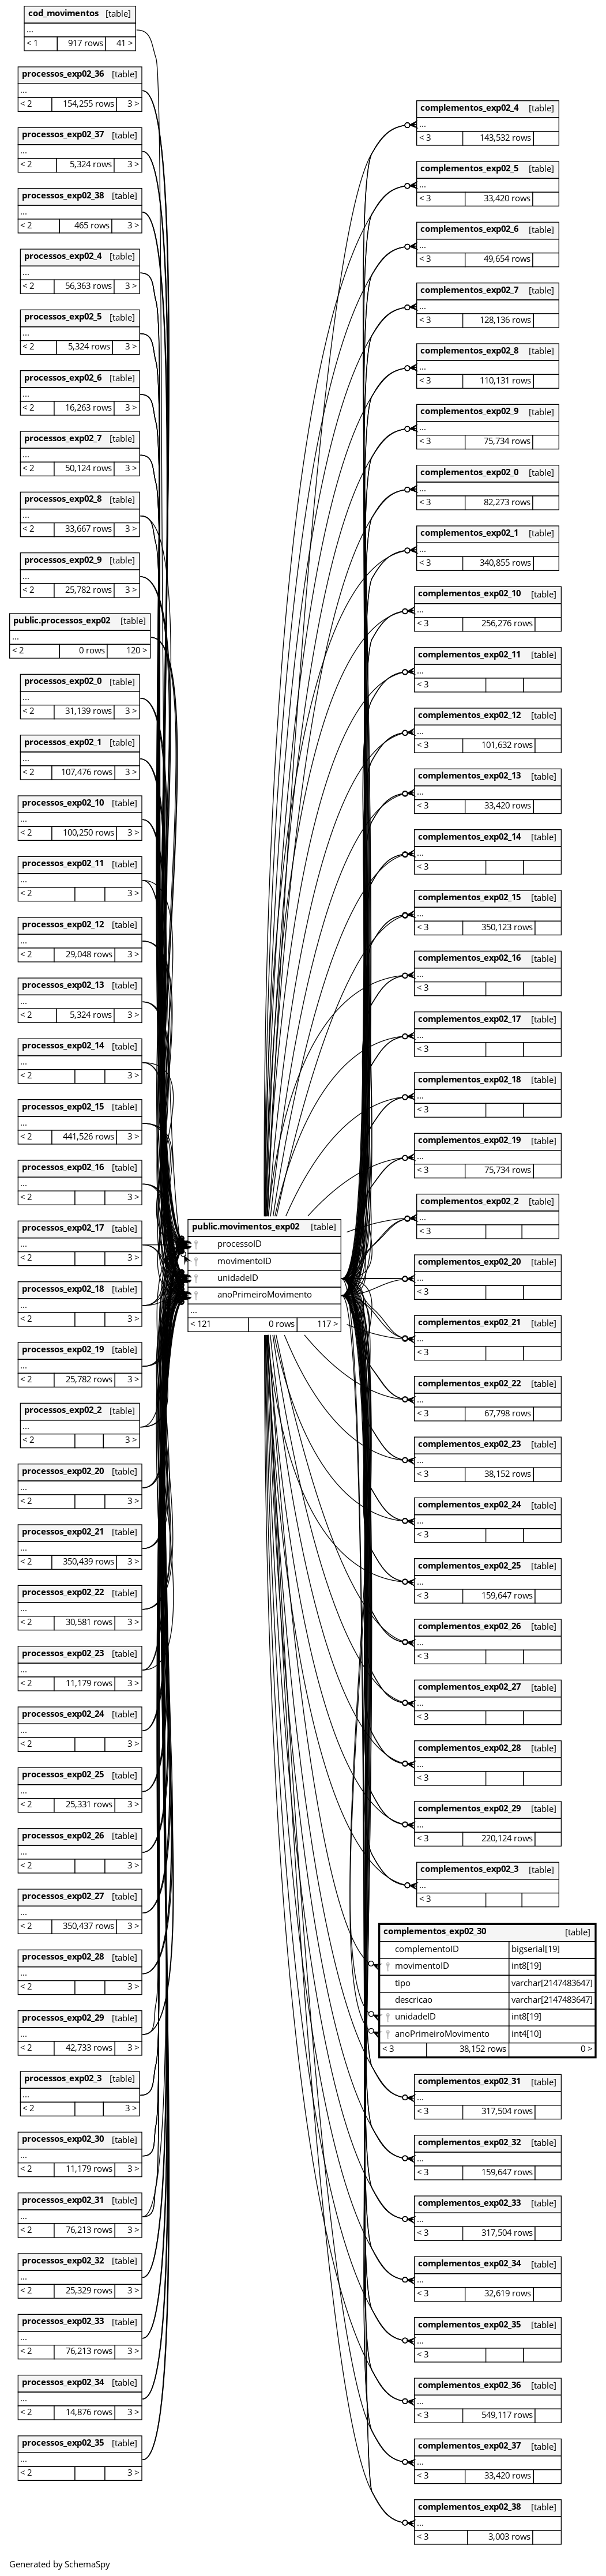 cod_movimentos [table]
...
< 1 917 rows 41 >
processos_exp02_36 [table]
...
< 2 154,255 rows 3 >
processos_exp02_37 [table]
...
< 2 5,324 rows 3 >
processos_exp02_38 [table]
...
< 2 465 rows 3 >
processos_exp02_4 [table]
...
< 2 56,363 rows 3 >
processos_exp02_5 [table]
...
< 2 5,324 rows 3 >
processos_exp02_6 [table]
...
< 2 16,263 rows 3 >
processos_exp02_7 [table]
...
< 2 50,124 rows 3 >
processos_exp02_8 [table]
...
< 2 33,667 rows 3 >
processos_exp02_9 [table]
...
< 2 25,782 rows 3 >
public.processos_exp02 [table]
...
< 2 0 rows 120 >
processos_exp02_0 [table]
...
< 2 31,139 rows 3 >
processos_exp02_1 [table]
...
< 2 107,476 rows 3 >
processos_exp02_10 [table]
...
< 2 100,250 rows 3 >
processos_exp02_11 [table]
...
< 2 3 >
processos_exp02_12 [table]
...
< 2 29,048 rows 3 >
processos_exp02_13 [table]
...
< 2 5,324 rows 3 >
processos_exp02_14 [table]
...
< 2 3 >
processos_exp02_15 [table]
...
< 2 441,526 rows 3 >
processos_exp02_16 [table]
...
< 2 3 >
processos_exp02_17 [table]
...
< 2 3 >
processos_exp02_18 [table]
...
< 2 3 >
processos_exp02_19 [table]
...
< 2 25,782 rows 3 >
processos_exp02_2 [table]
...
< 2 3 >
processos_exp02_20 [table]
...
< 2 3 >
processos_exp02_21 [table]
...
< 2 350,439 rows 3 >
processos_exp02_22 [table]
...
< 2 30,581 rows 3 >
processos_exp02_23 [table]
...
< 2 11,179 rows 3 >
processos_exp02_24 [table]
...
< 2 3 >
processos_exp02_25 [table]
...
< 2 25,331 rows 3 >
processos_exp02_26 [table]
...
< 2 3 >
processos_exp02_27 [table]
...
< 2 350,437 rows 3 >
processos_exp02_28 [table]
...
< 2 3 >
processos_exp02_29 [table]
...
< 2 42,733 rows 3 >
processos_exp02_3 [table]
...
< 2 3 >
processos_exp02_30 [table]
...
< 2 11,179 rows 3 >
processos_exp02_31 [table]
...
< 2 76,213 rows 3 >
processos_exp02_32 [table]
...
< 2 25,329 rows 3 >
processos_exp02_33 [table]
...
< 2 76,213 rows 3 >
processos_exp02_34 [table]
...
< 2 14,876 rows 3 >
processos_exp02_35 [table]
...
< 2 3 >
public.movimentos_exp02 [table]
processoID
movimentoID
unidadeID
anoPrimeiroMovimento
...
< 121 0 rows 117 >
complementos_exp02_4 [table]
...
< 3 143,532 rows
complementos_exp02_5 [table]
...
< 3 33,420 rows
complementos_exp02_6 [table]
...
< 3 49,654 rows
complementos_exp02_7 [table]
...
< 3 128,136 rows
complementos_exp02_8 [table]
...
< 3 110,131 rows
complementos_exp02_9 [table]
...
< 3 75,734 rows
complementos_exp02_0 [table]
...
< 3 82,273 rows
complementos_exp02_1 [table]
...
< 3 340,855 rows
complementos_exp02_10 [table]
...
< 3 256,276 rows
complementos_exp02_11 [table]
...
< 3
complementos_exp02_12 [table]
...
< 3 101,632 rows
complementos_exp02_13 [table]
...
< 3 33,420 rows
complementos_exp02_14 [table]
...
< 3
complementos_exp02_15 [table]
...
< 3 350,123 rows
complementos_exp02_16 [table]
...
< 3
complementos_exp02_17 [table]
...
< 3
complementos_exp02_18 [table]
...
< 3
complementos_exp02_19 [table]
...
< 3 75,734 rows
complementos_exp02_2 [table]
...
< 3
complementos_exp02_20 [table]
...
< 3
complementos_exp02_21 [table]
...
< 3
complementos_exp02_22 [table]
...
< 3 67,798 rows
complementos_exp02_23 [table]
...
< 3 38,152 rows
complementos_exp02_24 [table]
...
< 3
complementos_exp02_25 [table]
...
< 3 159,647 rows
complementos_exp02_26 [table]
...
< 3
complementos_exp02_27 [table]
...
< 3
complementos_exp02_28 [table]
...
< 3
complementos_exp02_29 [table]
...
< 3 220,124 rows
complementos_exp02_3 [table]
...
< 3
complementos_exp02_30 [table]
complementoID bigserial[19]
movimentoID int8[19]
tipo varchar[2147483647]
descricao varchar[2147483647]
unidadeID int8[19]
anoPrimeiroMovimento int4[10]
< 3 38,152 rows 0 >
complementos_exp02_31 [table]
...
< 3 317,504 rows
complementos_exp02_32 [table]
...
< 3 159,647 rows
complementos_exp02_33 [table]
...
< 3 317,504 rows
complementos_exp02_34 [table]
...
< 3 32,619 rows
complementos_exp02_35 [table]
...
< 3
complementos_exp02_36 [table]
...
< 3 549,117 rows
complementos_exp02_37 [table]
...
< 3 33,420 rows
complementos_exp02_38 [table]
...
< 3 3,003 rows
Generated by SchemaSpy